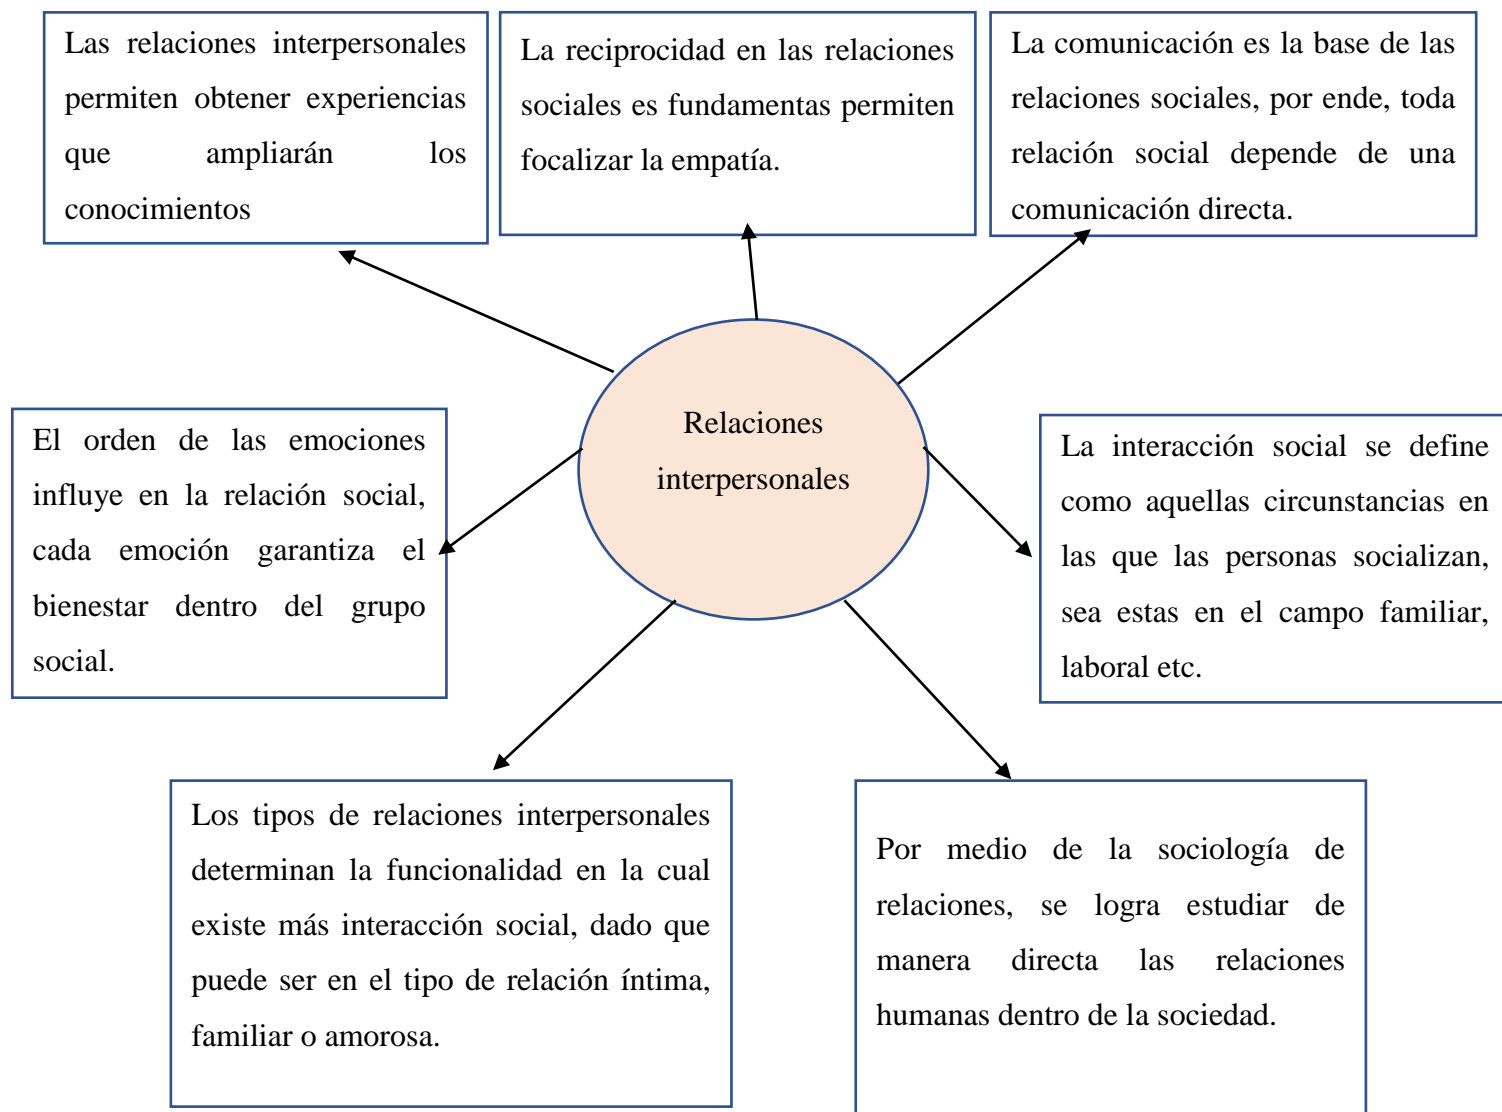 Las relaciones interpersonales
permiten obtener experiencias
que ampliarán los
conocimientos
La reciprocidad en las relaciones
sociales es fundamentas permiten
focalizar la empatía.
La comunicación es la base de las
relaciones sociales, por ende, toda
relación social depende de una
comunicación directa.
Relaciones
interpersonales
El orden de las emociones
influye en la relación social,
cada emoción garantiza el
bienestar dentro del grupo
social.
La interacción social se define
como aquellas circunstancias en
las que las personas socializan,
sea estas en el campo familiar,
laboral etc.
Los tipos de relaciones interpersonales
determinan la funcionalidad en la cual
existe más interacción social, dado que
puede ser en el tipo de relación íntima,
familiar o amorosa.
Por medio de la sociología de
relaciones, se logra estudiar de
manera directa las relaciones
humanas dentro de la sociedad.